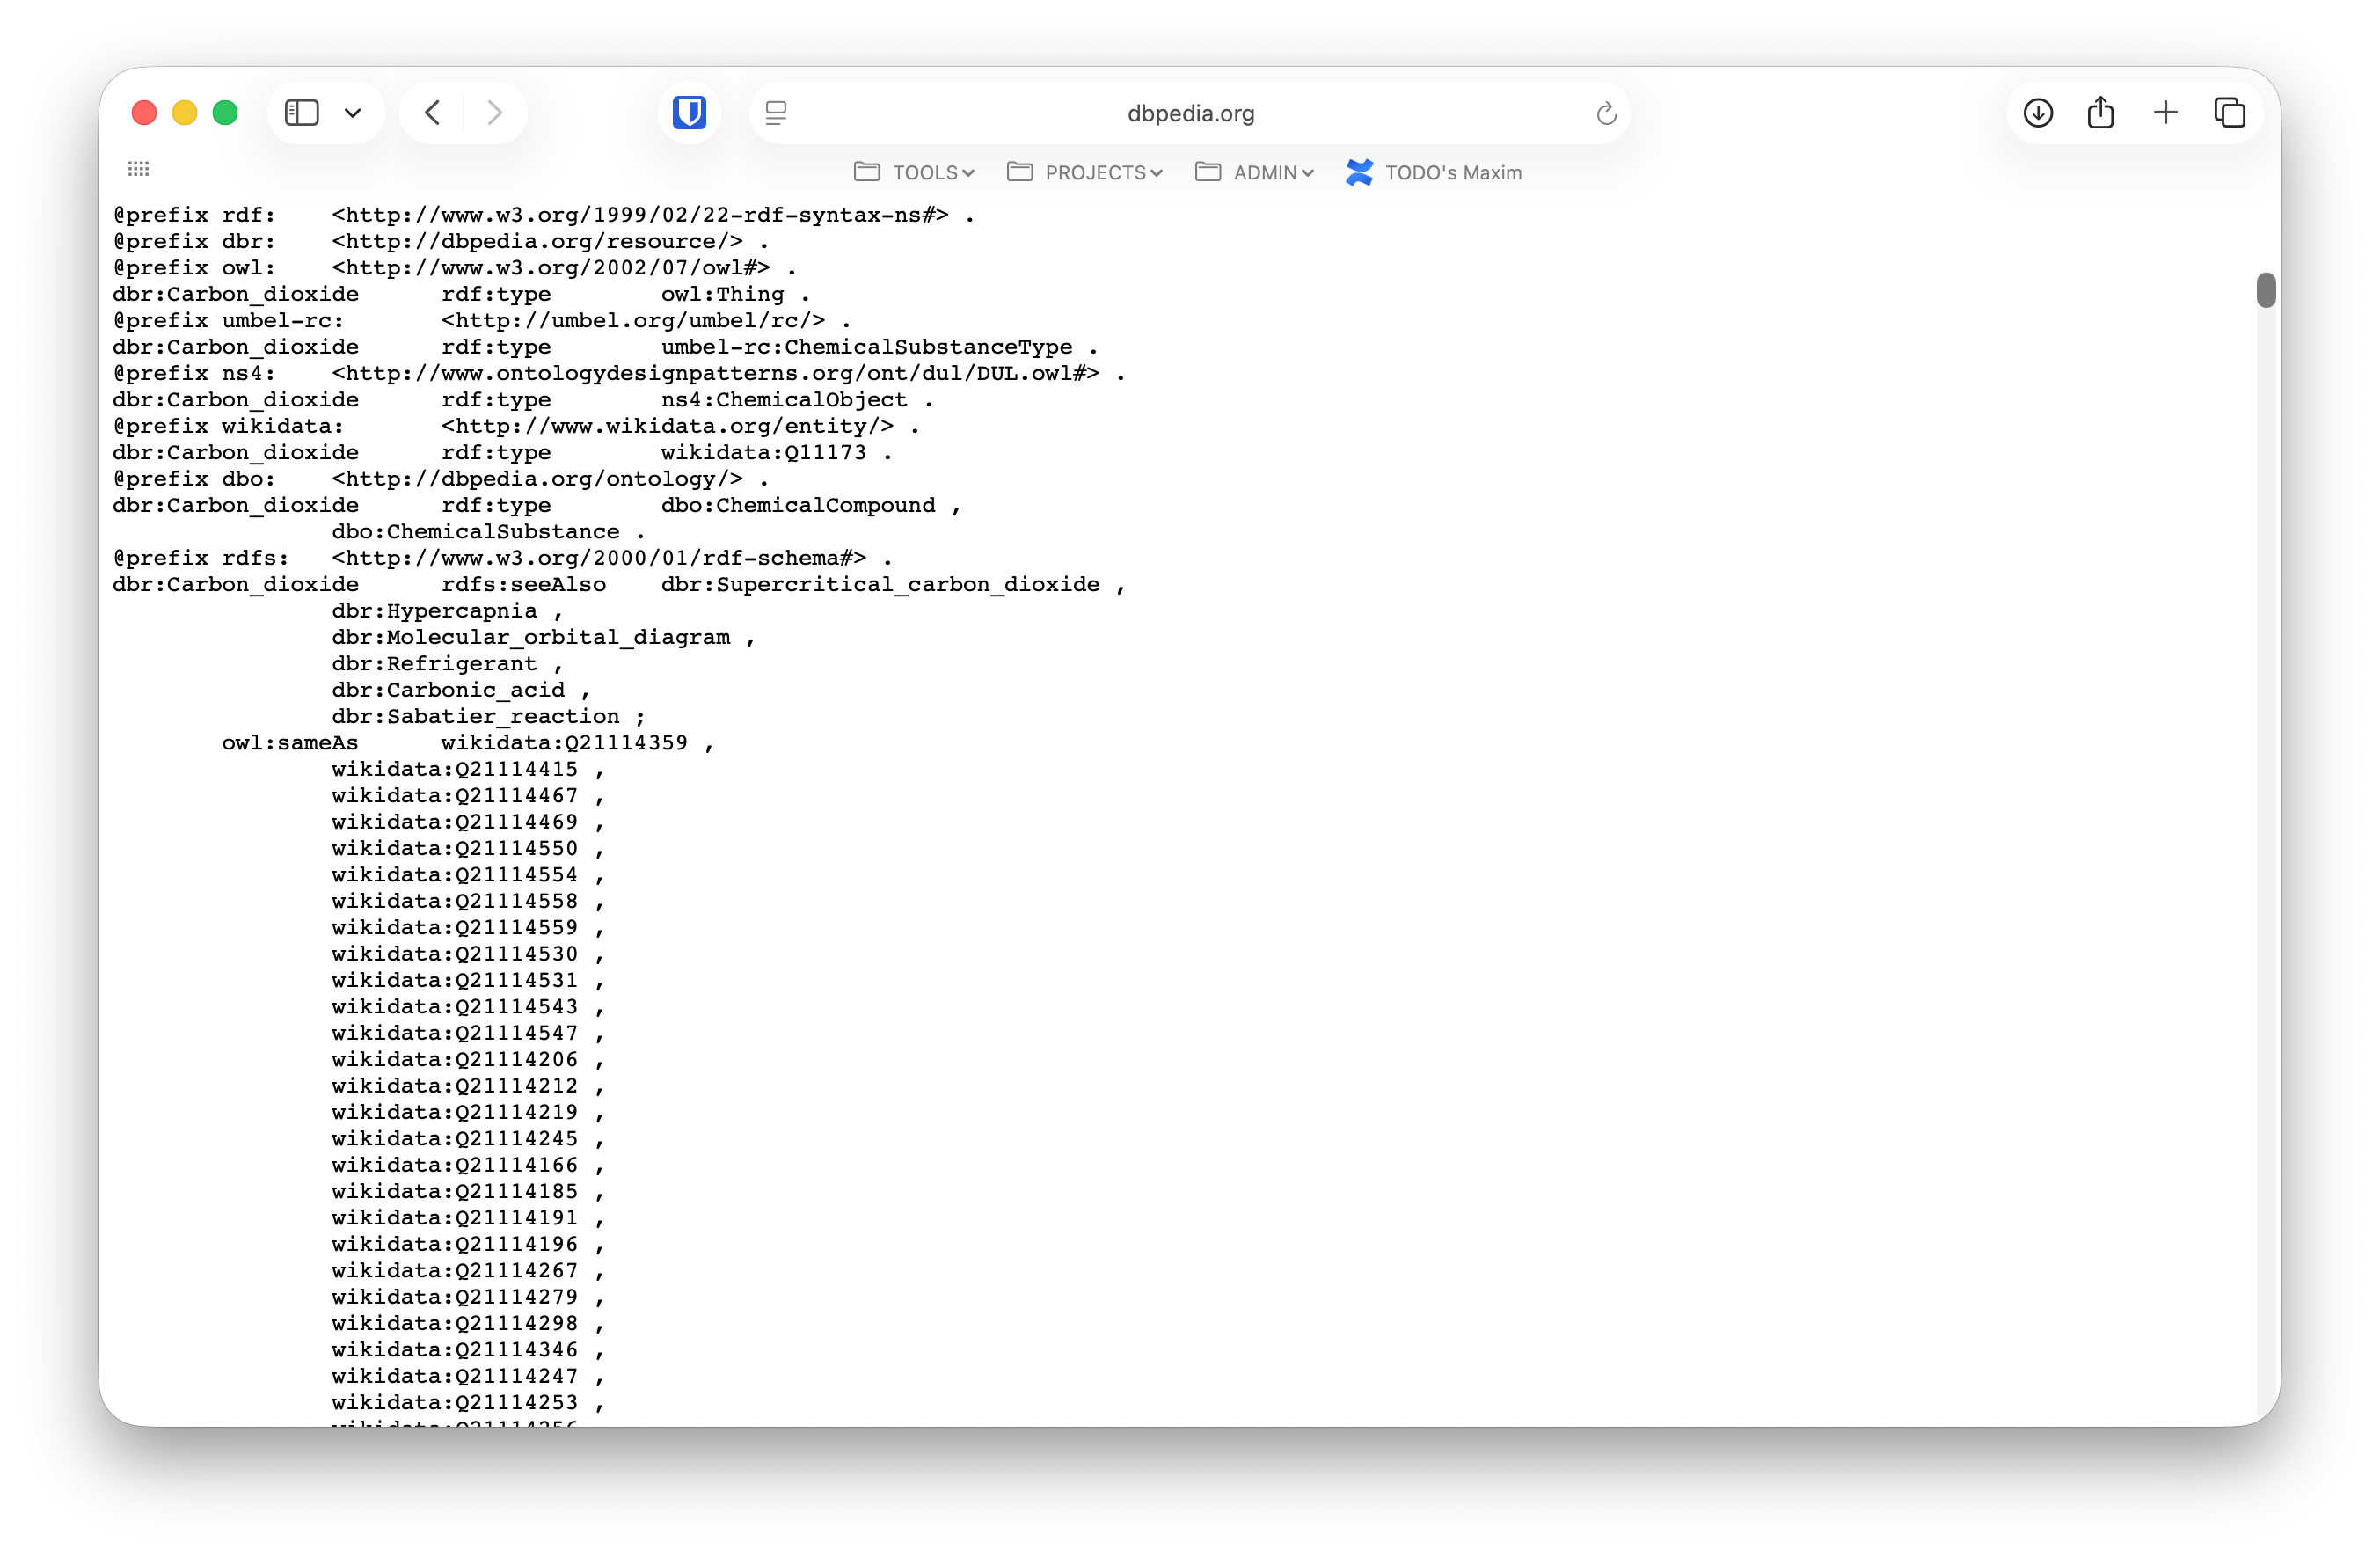 dbpedia.org
TOOLS PROJECTS ADMIN TODO's Maxim
@prefix rdf: <http://www.w3.org/1999/02/22-rdf-syntax-ns#> .
@prefix dbr: <http://dbpedia.org/resource/> .
@prefix owl: <http://www.w3.org/2002/07/owl#> .
dbr:Carbon_dioxide rdf:type owl:Thing .
@prefix umbel-rc: <http://umbel.org/umbel/rc/> .
dbr:Carbon_dioxide rdf:type umbel-rc:ChemicalSubstanceType .
@prefix ns4: <http://www.ontologydesignpatterns.org/ont/dul/DUL.owl#> .
dbr:Carbon_dioxide rdf:type ns4:ChemicalObject .
@prefix wikidata: <http://www.wikidata.org/entity/> .
dbr:Carbon_dioxide rdf:type wikidata:Q11173 .
@prefix dbo: <http://dbpedia.org/ontology/> .
dbr:Carbon_dioxide rdf:type dbo:ChemicalCompound ,
dbo:ChemicalSubstance .
@prefix rdfs: <http://www.w3.org/2000/01/rdf-schema#> .
dbr:Carbon_dioxide rdfs:seeAlso dbr:Supercritical_carbon_dioxide ,
dbr:Hypercapnia ,
dbr:Molecular_orbital_diagram ,
dbr:Refrigerant ,
dbr:Carbonic_acid ,
dbr:Sabatier_reaction ;
owl:sameAs wikidata:Q21114359 ,
wikidata:Q21114415 ,
wikidata:Q21114467 ,
wikidata:Q21114469 ,
wikidata:Q21114550 ,
wikidata:Q21114554 ,
wikidata:Q21114558 ,
wikidata:Q21114559 ,
wikidata:Q21114530 ,
wikidata:Q21114531 ,
wikidata:Q21114543 ,
wikidata:Q21114547 ,
wikidata:Q21114206 ,
wikidata:Q21114212 ,
wikidata:Q21114219 ,
wikidata:Q21114245 ,
wikidata:Q21114166 ,
wikidata:Q21114185 ,
wikidata:Q21114191 ,
wikidata:Q21114196 ,
wikidata:Q21114267 ,
wikidata:Q21114279 ,
wikidata:Q21114298 ,
wikidata:Q21114346 ,
wikidata:Q21114247 ,
wikidata:Q21114253 ,